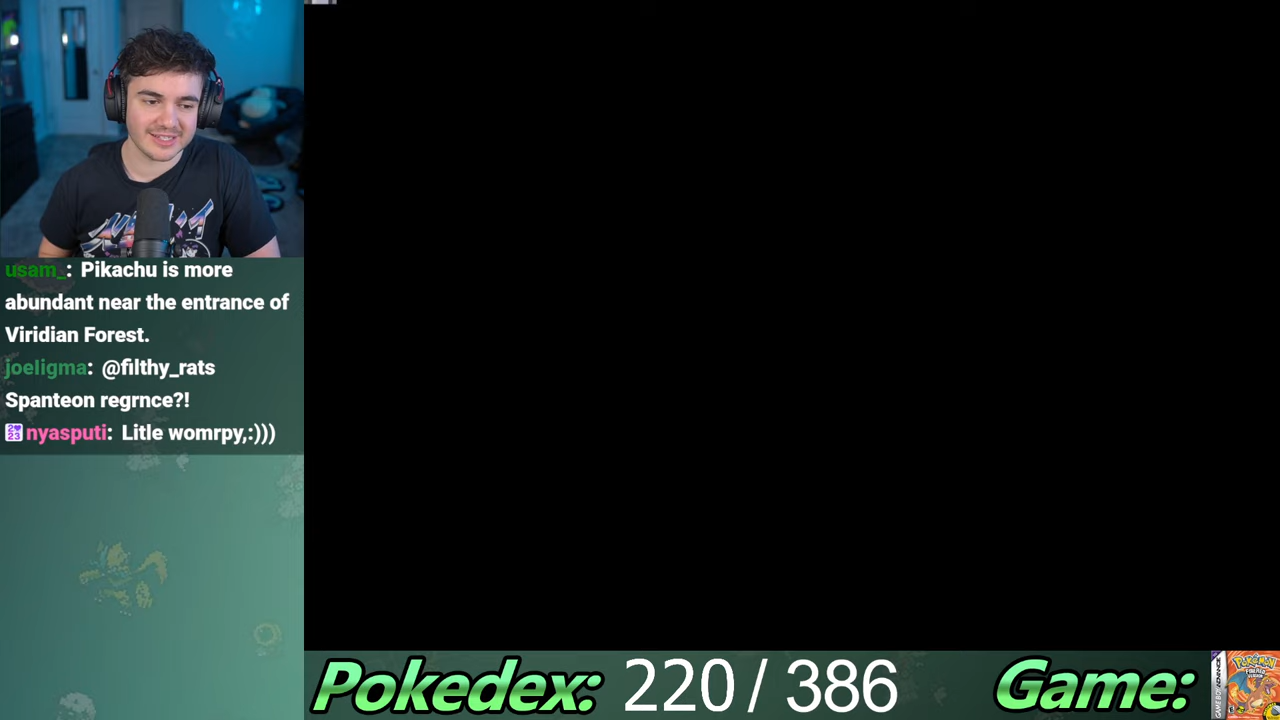 usam_: Pikachu is more
abundant near the entrance of
Viridian Forest.
joeligma: @filthy_rats
Spanteon regrnce?!
nyasputi: Litle womrpy,:)))
Pokedex: 220 / 386
Game:
POKéMON